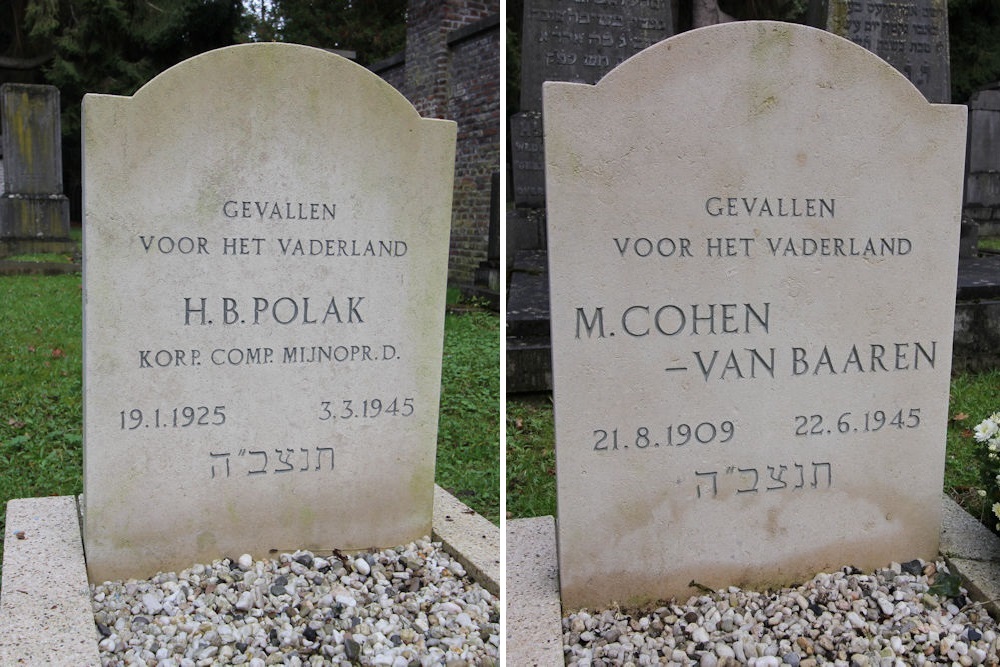 GEVALLEN
VOOR HET VADERLAND
H. B. POLAK
KORP. COMP. MIJNOPR. D.
19.1.1925 3.3.1945
תנצב״ה
GEVALLEN
VOOR HET VADERLAND
M. COHEN
– VAN BAAREN
21.8.1909 22.6.1945
תנצב״ה